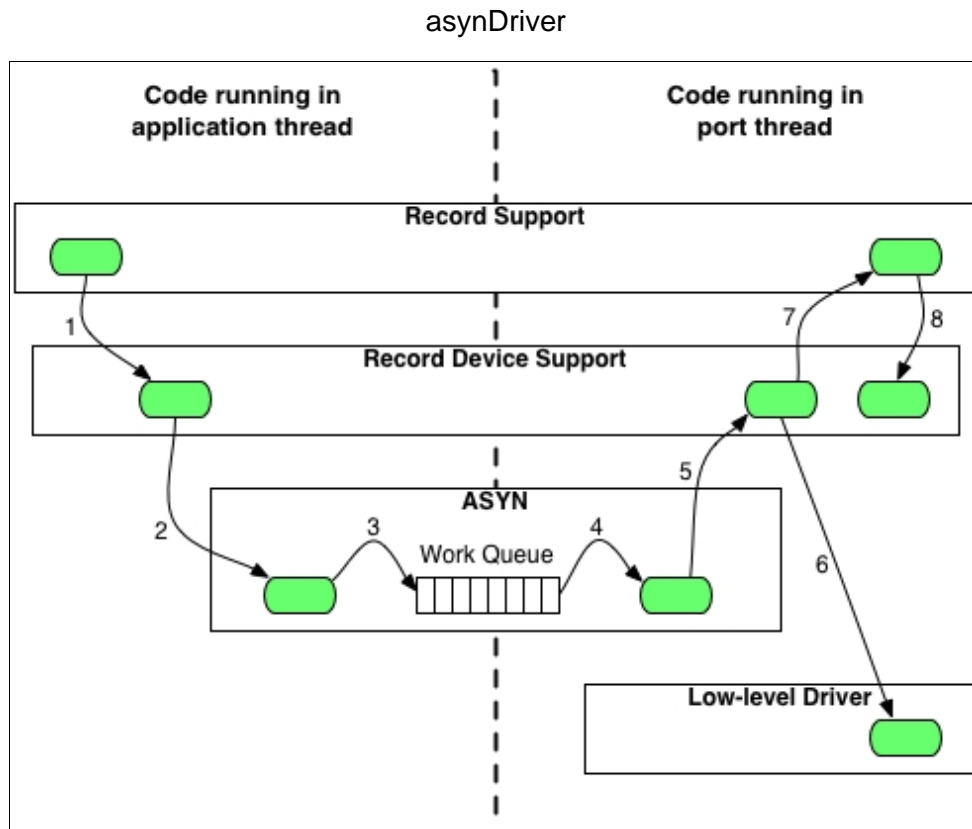 asynDriver
Code running in
application thread
Code running in
port thread
Record Support
1
7
8
Record Device Support
2
5
ASYN
3
4
Work Queue
6
Low-level Driver